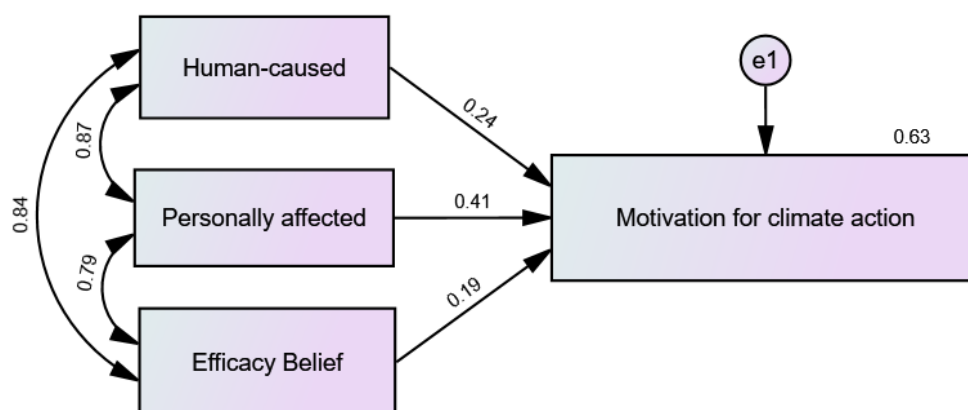 Human-caused
e1
0.24
0.63
0.87
Personally affected
0.41
Motivation for climate action
0.84
0.79
0.19
Efficacy Belief